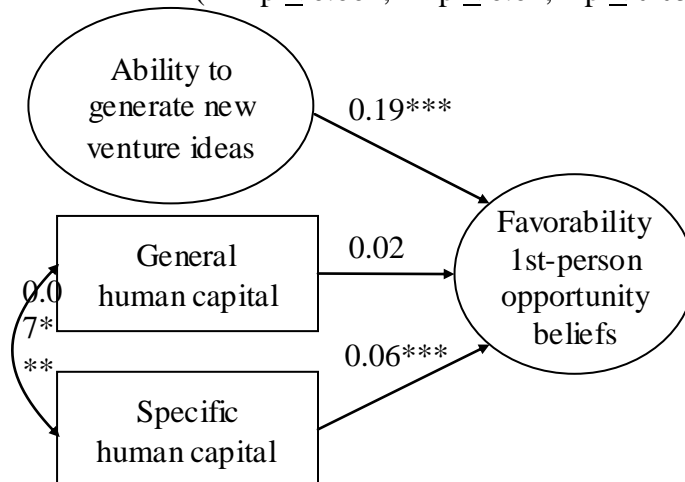 Ability to
generate new
venture ideas
0.19***
Favorability
1st-person
opportunity
beliefs
General
human capital
0.02
0.0
7*
**
0.06***
Specific
human capital